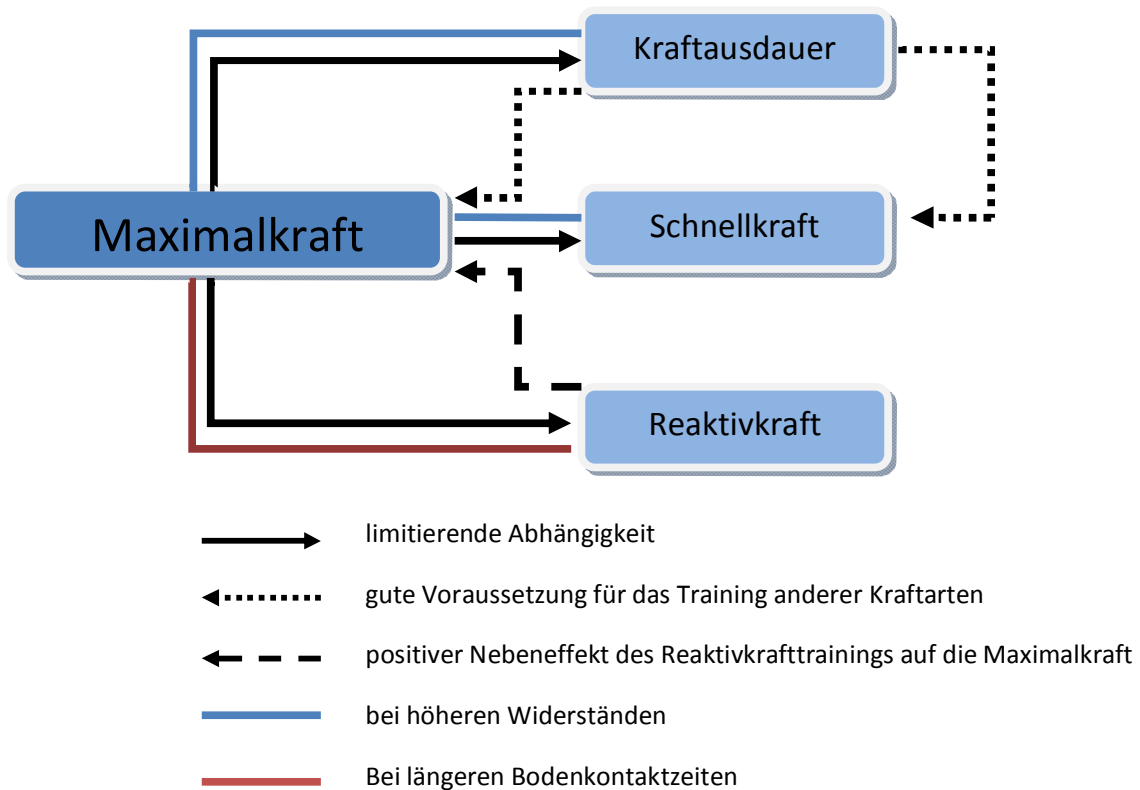 Kraftausdauer
Maximalkraft
Schnellkraft
Reaktivkraft
limitierende Abhängigkeit
gute Voraussetzung für das Training anderer Kraftarten
positiver Nebeneffekt des Reaktivkrafttrainings auf die Maximalkraft
bei höheren Widerständen
Bei längeren Bodenkontaktzeiten